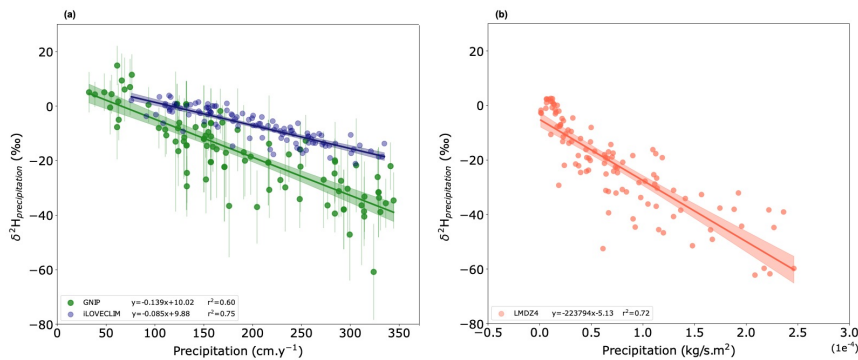 (a)
(b)
20
0
−20
−40
−60
−80
δ²H_precipitation (‰)
GNIP y=-0.139x+10.02 r²=0.60
iLOVECLIM y=-0.085x+9.88 r²=0.75
0 50 100 150 200 250 300 350
Precipitation (cm.y⁻¹)
20
0
−20
−40
−60
−80
δ²H_precipitation (‰)
LMDZ4 y=-223794x-5.13 r²=0.72
−0.5 0.0 0.5 1.0 1.5 2.0 2.5 3.0
(1e⁻⁴)
Precipitation (kg/s.m²)